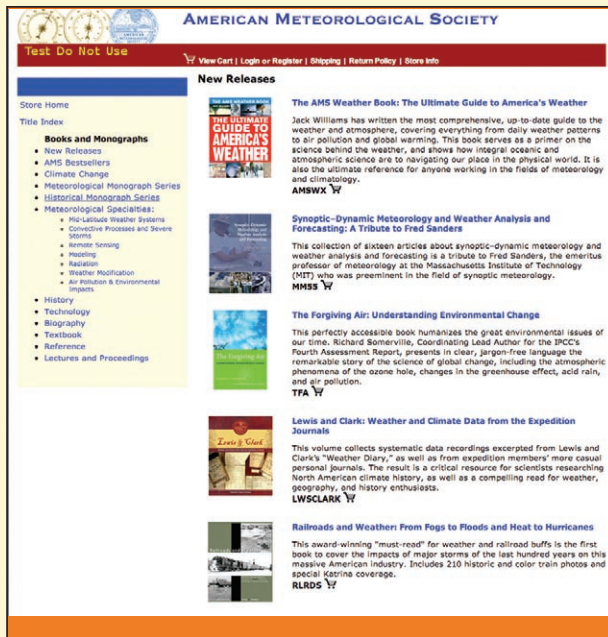 AMERICAN METEOROLOGICAL SOCIETY
Test Do Not Use
View Cart | Login or Register | Shipping | Return Policy | Store Info
Store Home
Title Index
Books and Monographs
• New Releases
• AMS Bestsellers
• Climate Change
• Meteorological Monograph Series
• Historical Monograph Series
• Meteorological Specialties:
• Mid-Latitude Weather Systems
• Convective Processes and Severe
Storms
• Remote Sensing
• Modeling
• Radiation
• Weather Modification
• Air Pollution & Environmental
Impacts
• History
• Technology
• Biography
• Textbook
• Reference
• Lectures and Proceedings
New Releases
THE AMS WEATHER BOOK
THE ULTIMATE
GUIDE TO
AMERICA'S
WEATHER
The AMS Weather Book: The Ultimate Guide to America's Weather
Jack Williams has written the most comprehensive, up-to-date guide to the
weather and atmosphere, covering everything from daily weather patterns
to air pollution and global warming. This book serves as a primer on the
science behind the weather, and shows how integral oceanic and
atmospheric science are to navigating our place in the physical world. It is
also the ultimate reference for anyone working in the fields of meteorology
and climatology.
AMSWX
Synoptic–Dynamic Meteorology and Weather Analysis and
Forecasting: A Tribute to Fred Sanders
This collection of sixteen articles about synoptic–dynamic meteorology and
weather analysis and forecasting is a tribute to Fred Sanders, the emeritus
professor of meteorology at the Massachusetts Institute of Technology
(MIT) who was preeminent in the field of synoptic meteorology.
MM55
The Forgiving Air
The Forgiving Air: Understanding Environmental Change
This perfectly accessible book humanizes the great environmental issues of
our time. Richard Somerville, Coordinating Lead Author for the IPCC's
Fourth Assessment Report, presents in clear, jargon-free language the
remarkable story of the science of global change, including the atmospheric
phenomena of the ozone hole, changes in the greenhouse effect, acid rain,
and air pollution.
TFA
Lewis & Clark
Lewis and Clark: Weather and Climate Data from the Expedition
Journals
This volume collects systematic data recordings excerpted from Lewis and
Clark's "Weather Diary," as well as from expedition members' more casual
personal journals. The result is a critical resource for scientists researching
North American climate history, as well as a compelling read for weather,
geography, and history enthusiasts.
LWSCLARK
Railroads and Weather: From Fogs to Floods and Heat to Hurricanes
This award-winning "must-read" for weather and railroad buffs is the first
book to cover the impacts of major storms of the last hundred years on this
massive American industry. Includes 210 historic and color train photos and
special Katrina coverage.
RLRDS